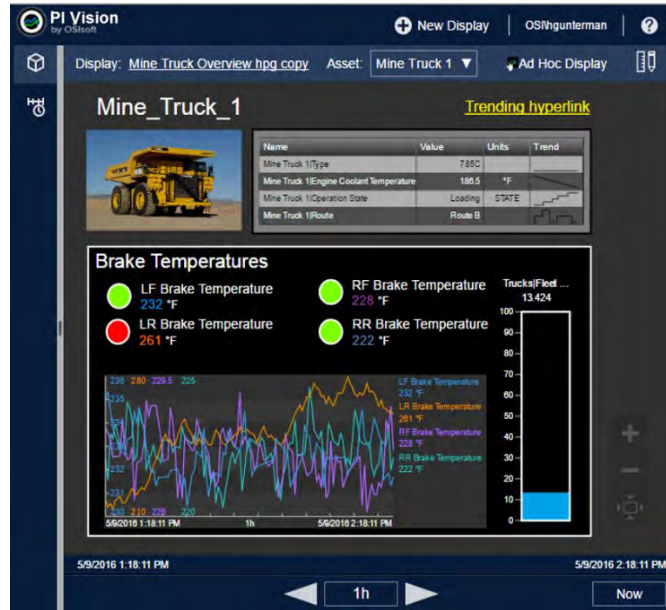 PI Vision
by OSIsoft
New Display
OSI\hgunterman
?
Display: Mine Truck Overview hpg copy
Asset: Mine Truck 1 ▼
Ad Hoc Display
Mine_Truck_1
Trending hyperlink
Name Value Units Trend
Mine Truck 1|Type 785C
Mine Truck 1|Engine Coolant Temperature 186.5 °F
Mine Truck 1|Operation State Loading STATE
Mine Truck 1|Route Route B
Brake Temperatures
LF Brake Temperature
232 °F
RF Brake Temperature
228 °F
LR Brake Temperature
261 °F
RR Brake Temperature
222 °F
Trucks|Fleet ...
13.424
100
90
80
70
60
50
40
30
20
10
0
236 280 229.5 225
235
232
231
230 210 225 220
LF Brake Temperature
232 °F
LR Brake Temperature
261 °F
RF Brake Temperature
228 °F
RR Brake Temperature
222 °F
5/9/2016 1:18:11 PM 1h 5/9/2016 2:18:11 PM
5/9/2016 1:18:11 PM 5/9/2016 2:18:11 PM
1h
Now